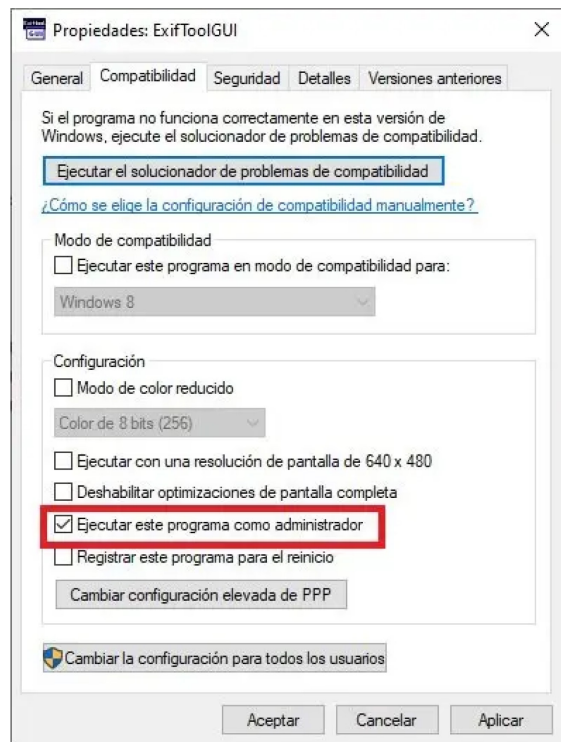 Propiedades: ExifToolGUI
General Compatibilidad Seguridad Detalles Versiones anteriores
Si el programa no funciona correctamente en esta versión de
Windows, ejecute el solucionador de problemas de compatibilidad.
Ejecutar el solucionador de problemas de compatibilidad
¿Cómo se elige la configuración de compatibilidad manualmente?
Modo de compatibilidad
Ejecutar este programa en modo de compatibilidad para:
Windows 8
Configuración
Modo de color reducido
Color de 8 bits (256)
Ejecutar con una resolución de pantalla de 640 x 480
Deshabilitar optimizaciones de pantalla completa
Ejecutar este programa como administrador
Registrar este programa para el reinicio
Cambiar configuración elevada de PPP
Cambiar la configuración para todos los usuarios
Aceptar Cancelar Aplicar